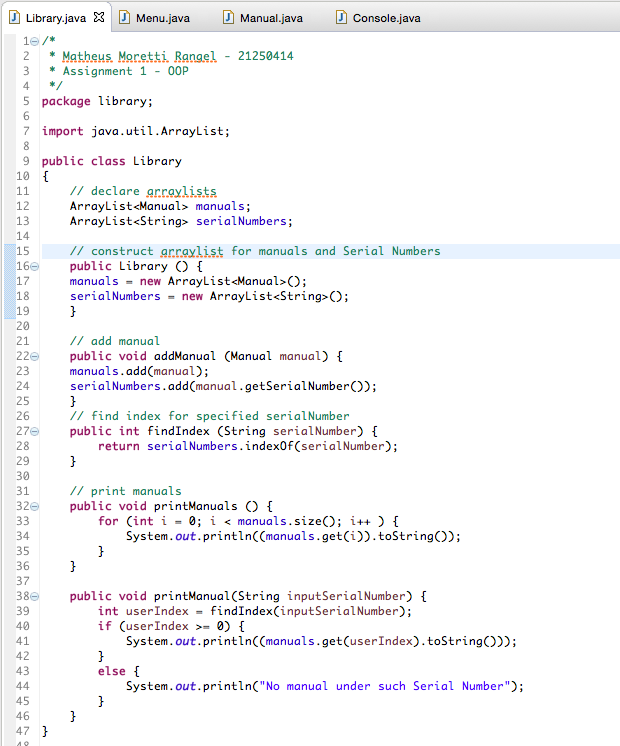 Library.java Menu.java Manual.java Console.java
1 /*
2  * Matheus Moretti Rangel - 21250414
3  * Assignment 1 - OOP
4  */
5 package library;
6
7 import java.util.ArrayList;
8
9 public class Library
10 {
11     // declare arraylists
12     ArrayList<Manual> manuals;
13     ArrayList<String> serialNumbers;
14
15     // construct arraylist for manuals and Serial Numbers
16     public Library () {
17     manuals = new ArrayList<Manual>();
18     serialNumbers = new ArrayList<String>();
19     }
20
21     // add manual
22     public void addManual (Manual manual) {
23     manuals.add(manual);
24     serialNumbers.add(manual.getSerialNumber());
25     }
26     // find index for specified serialNumber
27     public int findIndex (String serialNumber) {
28         return serialNumbers.indexOf(serialNumber);
29     }
30
31     // print manuals
32     public void printManuals () {
33         for (int i = 0; i < manuals.size(); i++ ) {
34             System.out.println((manuals.get(i)).toString());
35         }
36     }
37
38     public void printManual(String inputSerialNumber) {
39         int userIndex = findIndex(inputSerialNumber);
40         if (userIndex >= 0) {
41             System.out.println((manuals.get(userIndex).toString()));
42         }
43         else {
44             System.out.println("No manual under such Serial Number");
45         }
46     }
47 }
48